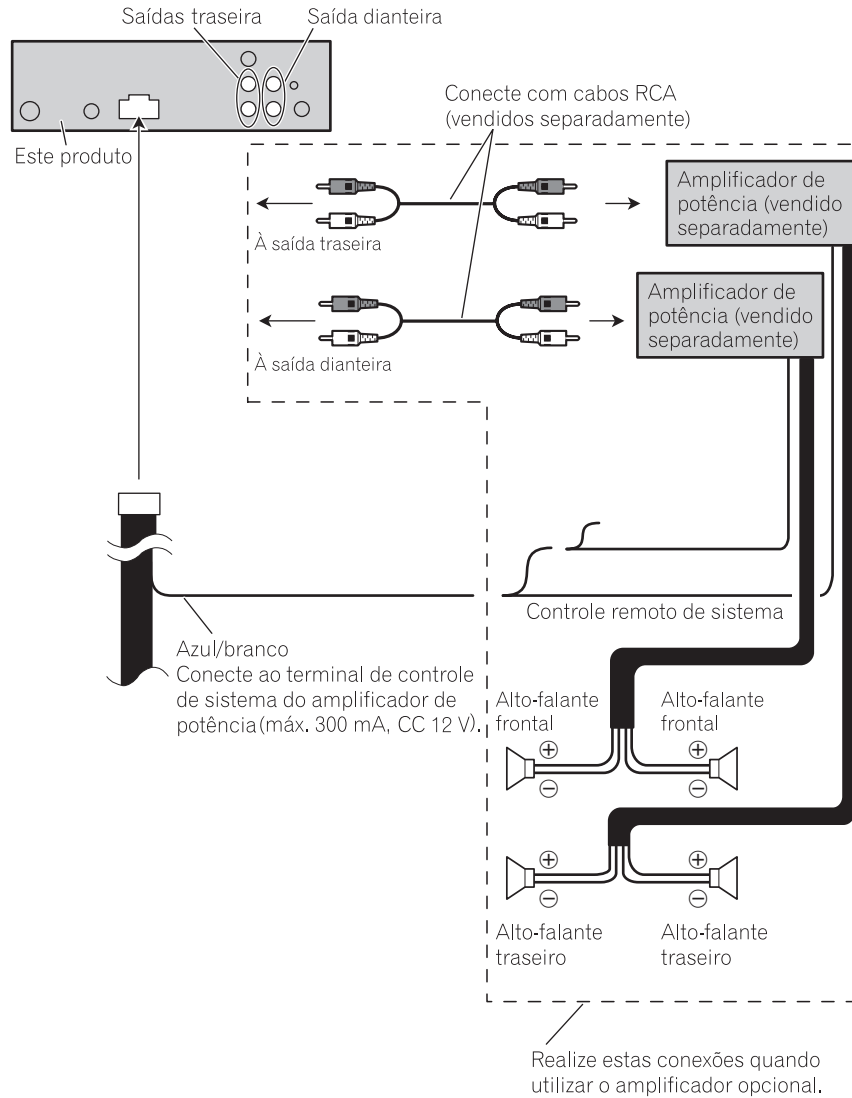 Saídas traseira
Saída dianteira
Este produto
Conecte com cabos RCA
(vendidos separadamente)
À saída traseira
Amplificador de
potência (vendido
separadamente)
À saída dianteira
Amplificador de
potência (vendido
separadamente)
Controle remoto de sistema
Azul/branco
Conecte ao terminal de controle
de sistema do amplificador de
potência (máx. 300 mA, CC 12 V).
Alto-falante
frontal
Alto-falante
frontal
⊕
⊖
⊕
⊖
⊕
⊖
⊕
⊖
Alto-falante
traseiro
Alto-falante
traseiro
Realize estas conexões quando
utilizar o amplificador opcional.